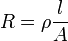 R = ρ l/A